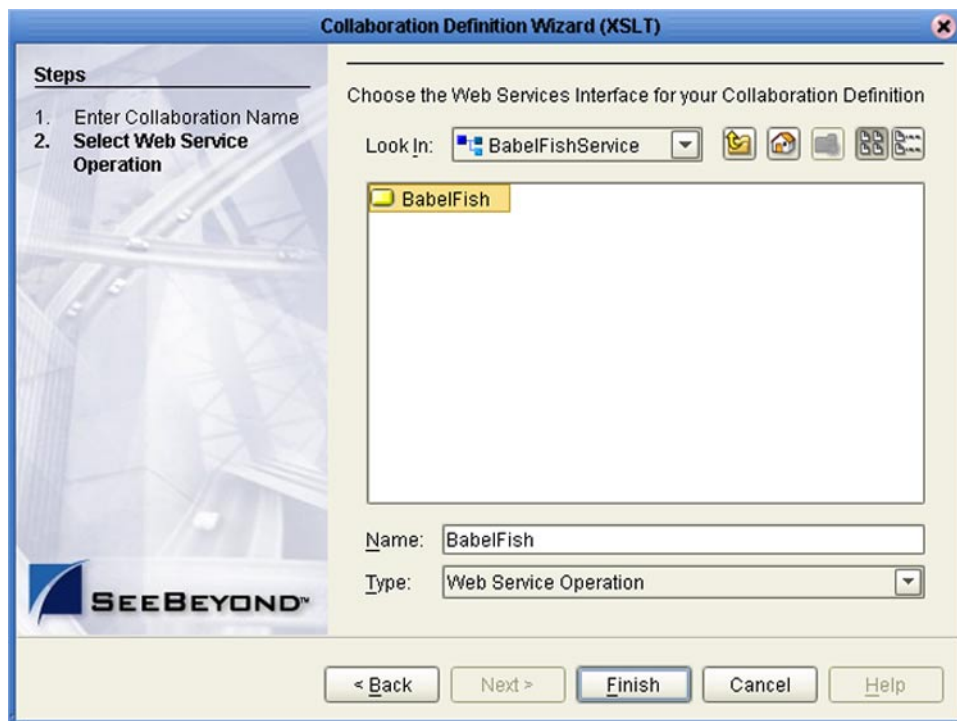 Collaboration Definition Wizard (XSLT)
Steps
1. Enter Collaboration Name
2. Select Web Service
Operation
Choose the Web Services Interface for your Collaboration Definition
Look In: BabelFishService
BabelFish
Name: BabelFish
Type: Web Service Operation
SEEBEYOND™
< Back Next > Finish Cancel Help